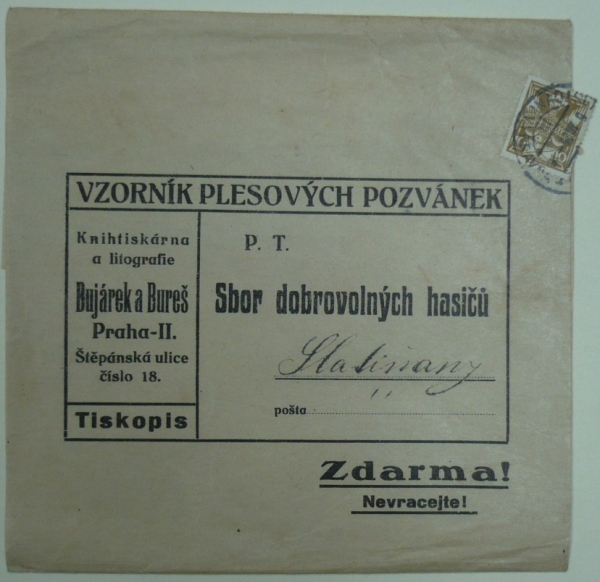 VZORNÍK PLESOVÝCH POZVÁNEK
Knihtiskárna
a litografie
Bujárek a Bureš
Praha-II.
Štěpánská ulice
číslo 18.
Tiskopis
P. T.
Sbor dobrovolných hasičů
Slatiňany
pošta
Zdarma!
Nevracejte!